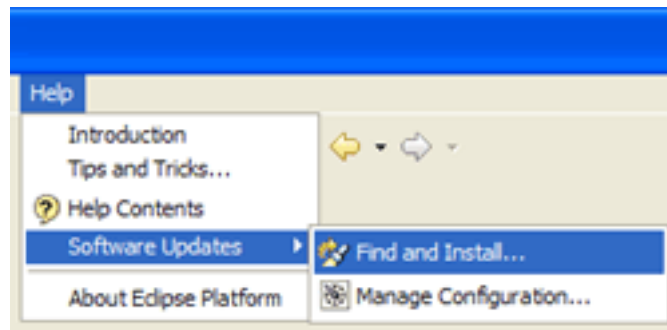 Help
Introduction
Tips and Tricks...
Help Contents
Software Updates
Find and Install...
About Eclipse Platform
Manage Configuration...